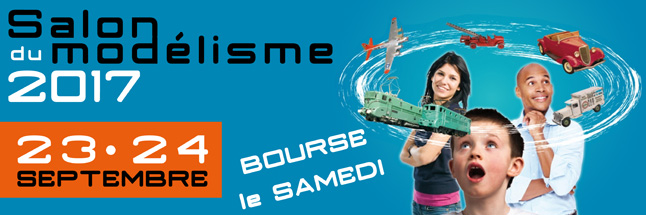 Salon
du modélisme
2017
23 • 24
SEPTEMBRE
BOURSE
le SAMEDI